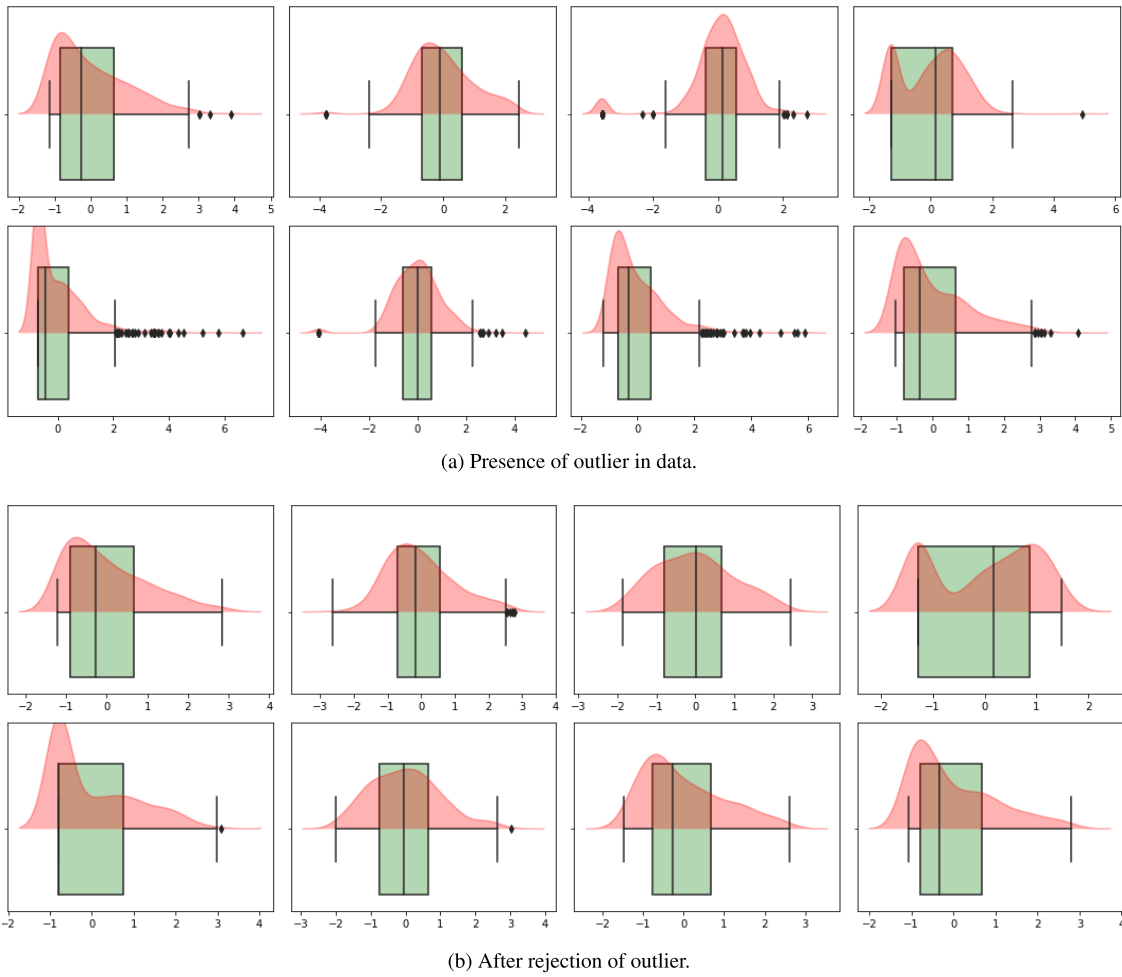 −2 −1 0 1 2 3 4 5
−4 −2 0 2
−4 −2 0 2
−2 0 2 4 6
0 2 4 6
−4 −2 0 2 4
−2 −1 0 1 2 3 4 5 6
−2 −1 0 1 2 3 4 5
(a) Presence of outlier in data.
−2 −1 0 1 2 3 4
−3 −2 −1 0 1 2 3 4
−3 −2 −1 0 1 2 3
−2 −1 0 1 2
−2 −1 0 1 2 3 4
−3 −2 −1 0 1 2 3 4
−2 −1 0 1 2 3
−2 −1 0 1 2 3 4
(b) After rejection of outlier.